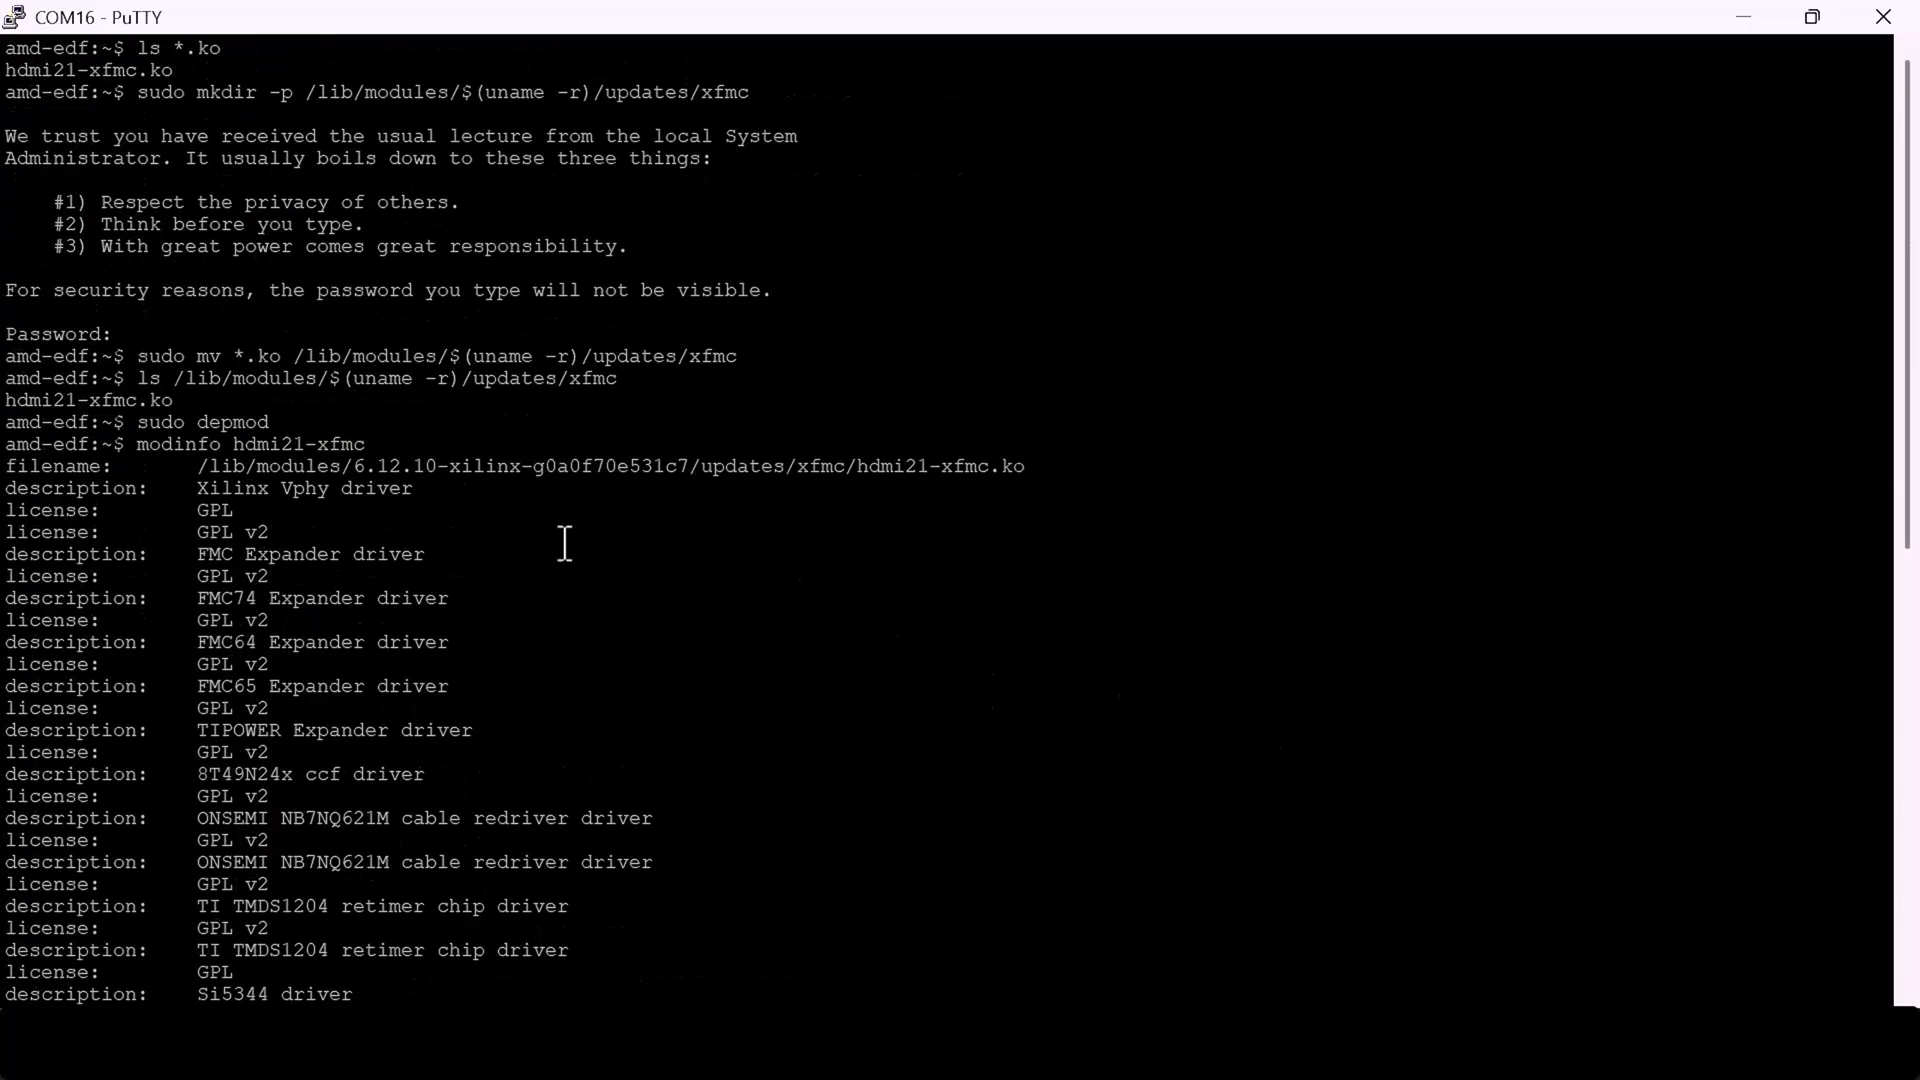 COM16 - PuTTY
amd-edf:~$ ls *.ko
hdmi21-xfmc.ko
amd-edf:~$ sudo mkdir -p /lib/modules/$(uname -r)/updates/xfmc
We trust you have received the usual lecture from the local System
Administrator. It usually boils down to these three things:
#1) Respect the privacy of others.
#2) Think before you type.
#3) With great power comes great responsibility.
For security reasons, the password you type will not be visible.
Password:
amd-edf:~$ sudo mv *.ko /lib/modules/$(uname -r)/updates/xfmc
amd-edf:~$ ls /lib/modules/$(uname -r)/updates/xfmc
hdmi21-xfmc.ko
amd-edf:~$ sudo depmod
amd-edf:~$ modinfo hdmi21-xfmc
filename: /lib/modules/6.12.10-xilinx-g0a0f70e531c7/updates/xfmc/hdmi21-xfmc.ko
description: Xilinx Vphy driver
license: GPL
license: GPL v2
description: FMC Expander driver
license: GPL v2
description: FMC74 Expander driver
license: GPL v2
description: FMC64 Expander driver
license: GPL v2
description: FMC65 Expander driver
license: GPL v2
description: TIPOWER Expander driver
license: GPL v2
description: 8T49N24x ccf driver
license: GPL v2
description: ONSEMI NB7NQ621M cable redriver driver
license: GPL v2
description: ONSEMI NB7NQ621M cable redriver driver
license: GPL v2
description: TI TMDS1204 retimer chip driver
license: GPL v2
description: TI TMDS1204 retimer chip driver
license: GPL
description: Si5344 driver